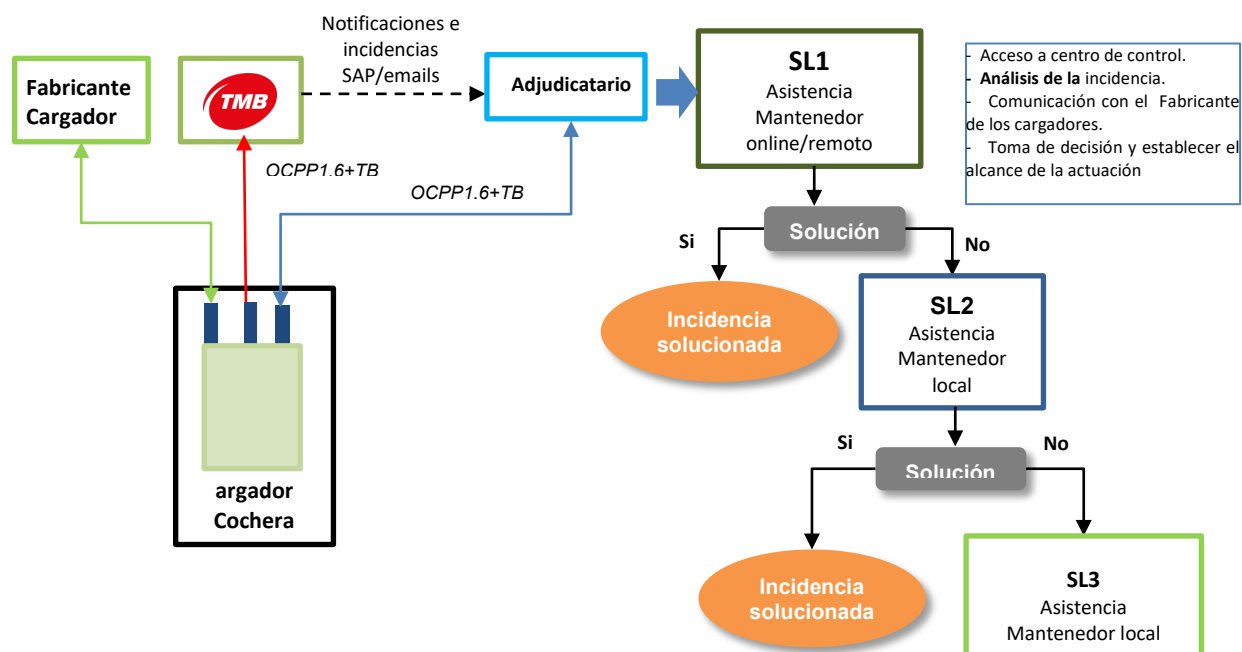 Notificaciones e
incidencias
SAP/emails
Fabricante
Cargador
TMB
Adjudicatario
SL1
Asistencia
Mantenedor
online/remoto
- Acceso a centro de control.
- Análisis de la incidencia.
- Comunicación con el Fabricante
de los cargadores.
- Toma de decisión y establecer el
alcance de la actuación
OCPP1.6+TB
OCPP1.6+TB
Solución
Si
No
Incidencia
solucionada
SL2
Asistencia
Mantenedor
local
argador
Cochera
Si
No
Solución
Incidencia
solucionada
SL3
Asistencia
Mantenedor local